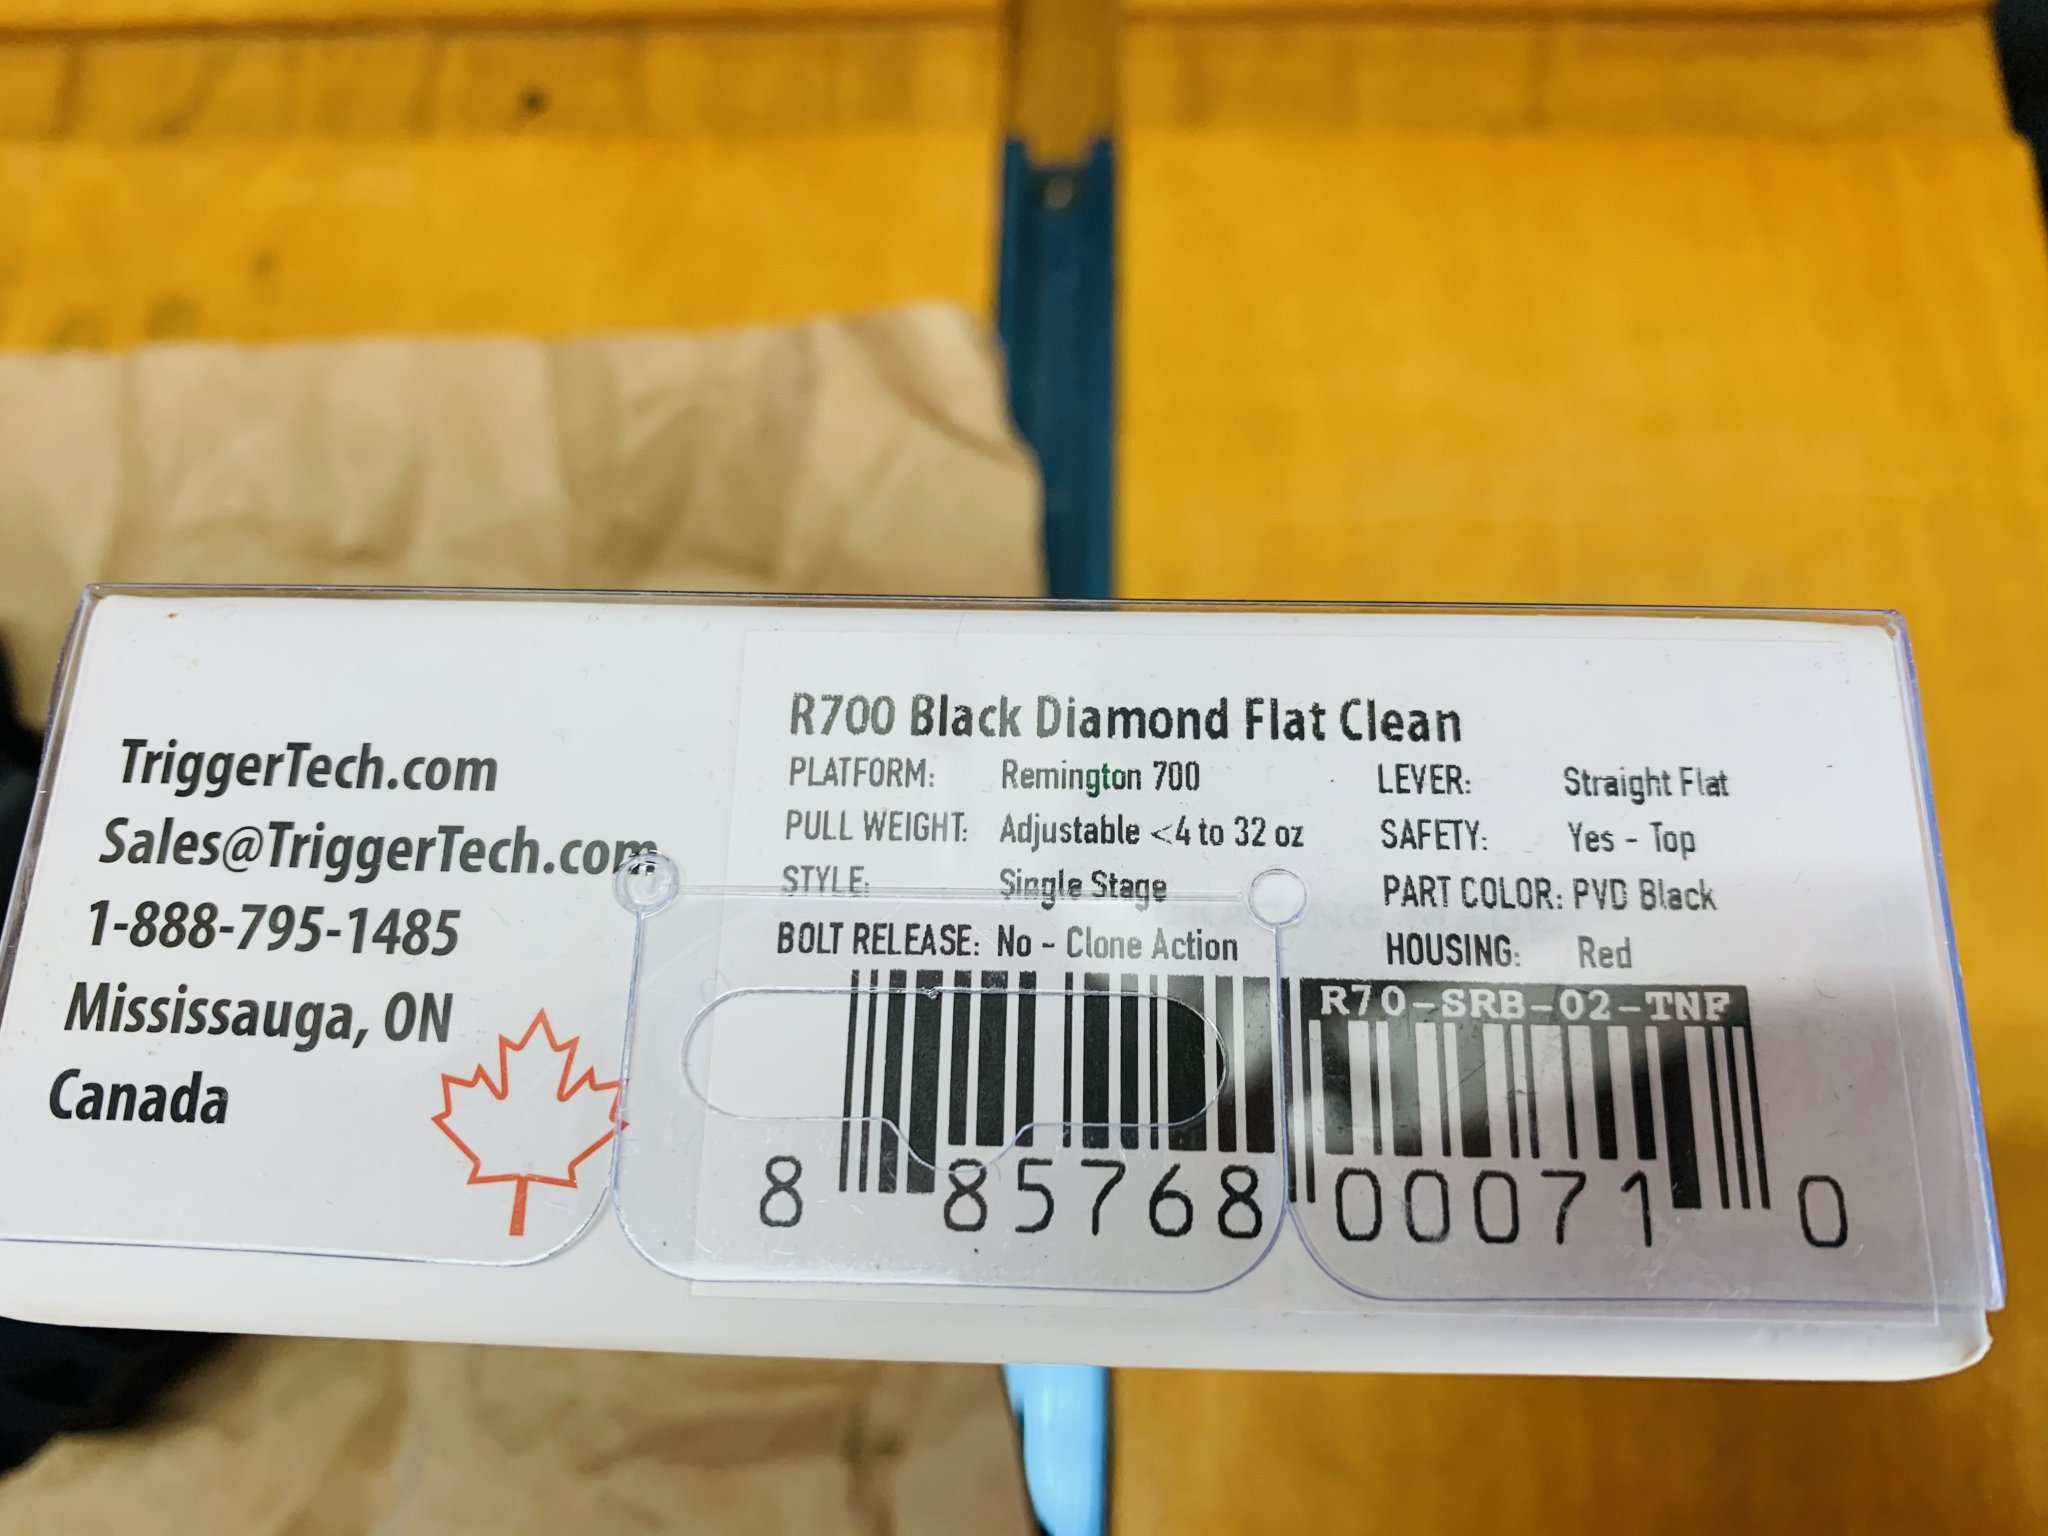 TriggerTech.com
Sales@TriggerTech.com
1-888-795-1485
Mississauga, ON
Canada
R700 Black Diamond Flat Clean
PLATFORM: Remington 700
PULL WEIGHT: Adjustable <4 to 32 oz
STYLE: Single Stage
BOLT RELEASE: No - Clone Action
LEVER: Straight Flat
SAFETY: Yes - Top
PART COLOR: PVD Black
HOUSING: Red
R70-SRB-02-TNF
8 85768 00071 0